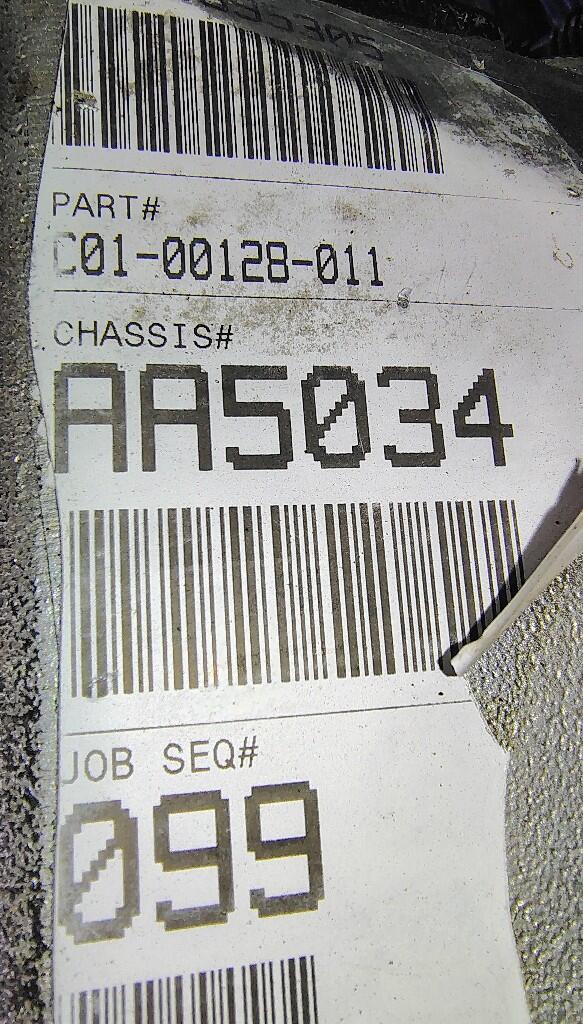 PART#
C01-00128-011
CHASSIS#
AA5034
JOB SEQ#
099